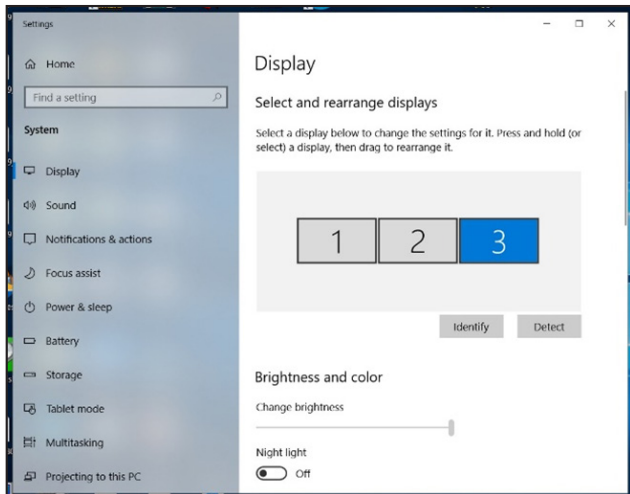 Settings
Home
Find a setting
System
Display
Sound
Notifications & actions
Focus assist
Power & sleep
Battery
Storage
Tablet mode
Multitasking
Projecting to this PC
Display
Select and rearrange displays
Select a display below to change the settings for it. Press and hold (or
select) a display, then drag to rearrange it.
1 2 3
Identify Detect
Brightness and color
Change brightness
Night light
Off